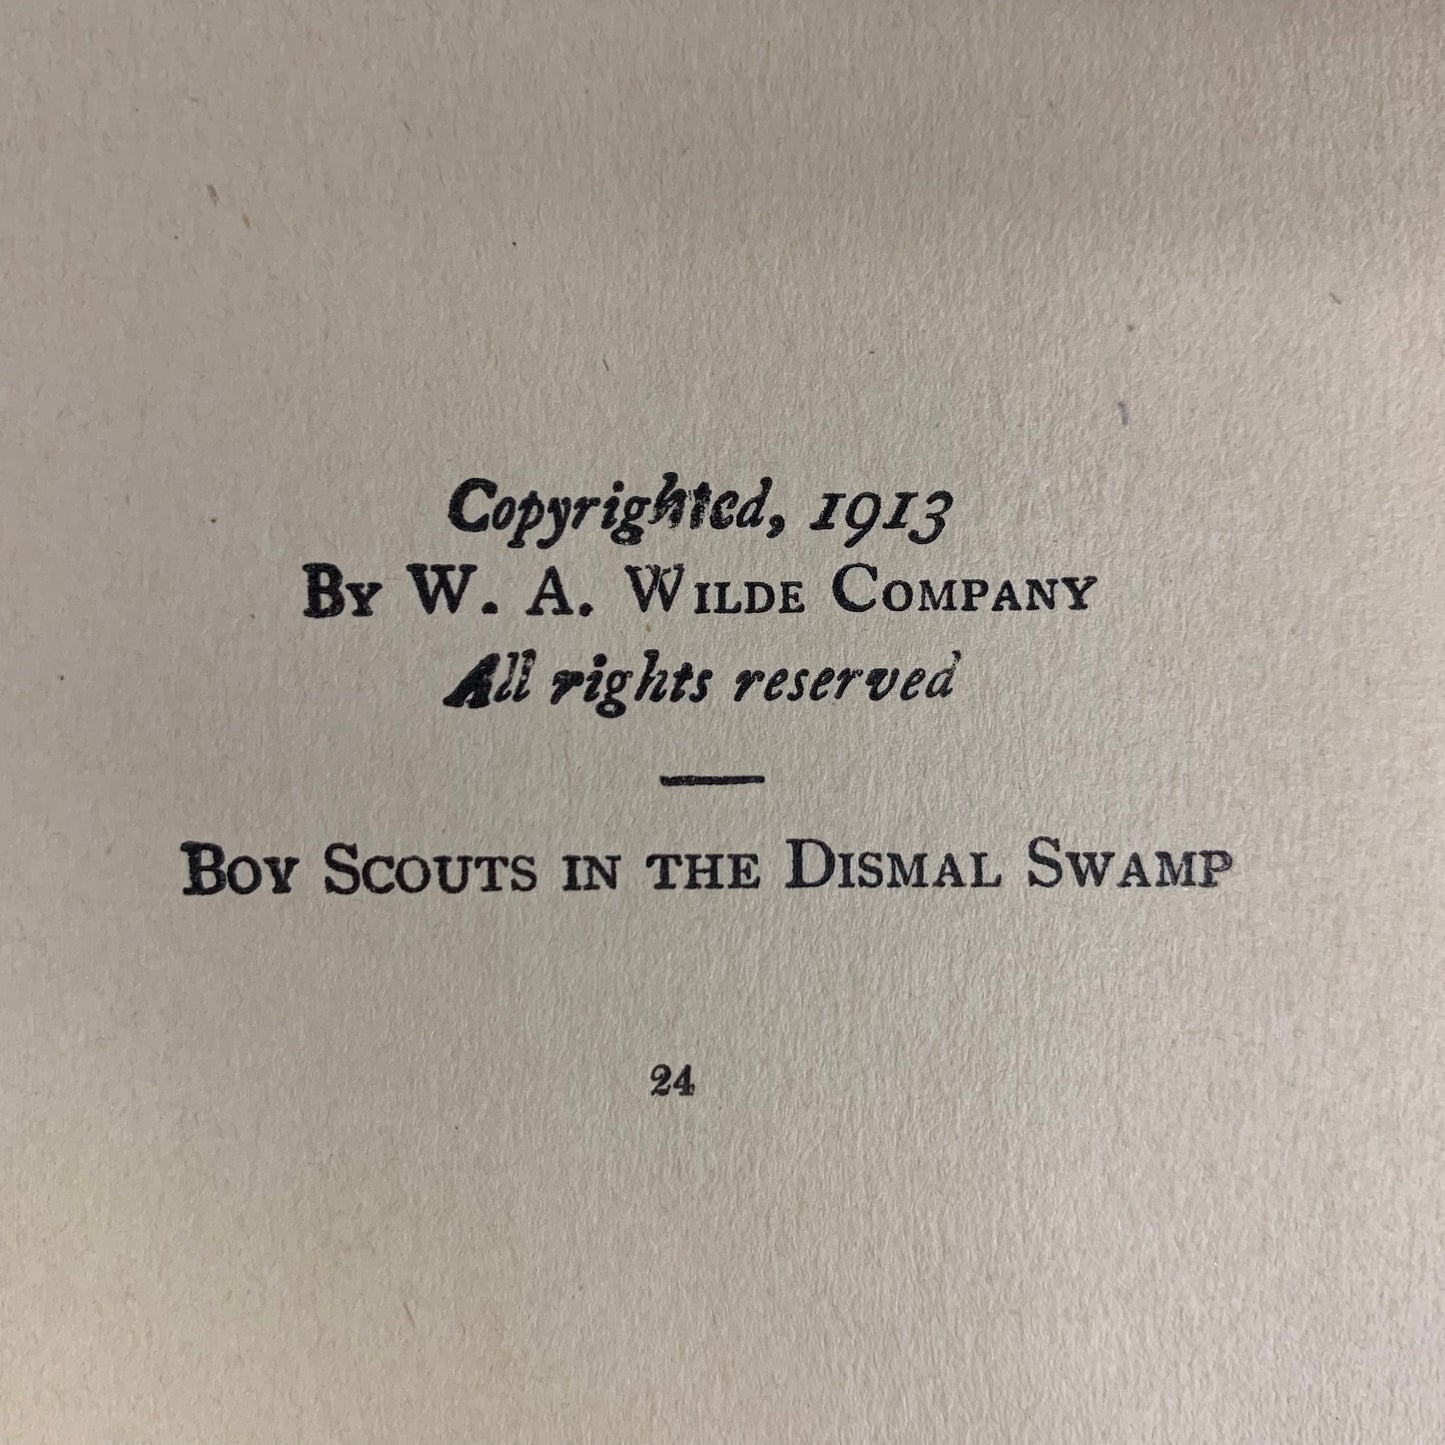 Copyrighted, 1913
By W. A. Wilde Company
All rights reserved
Boy Scouts in the Dismal Swamp
24